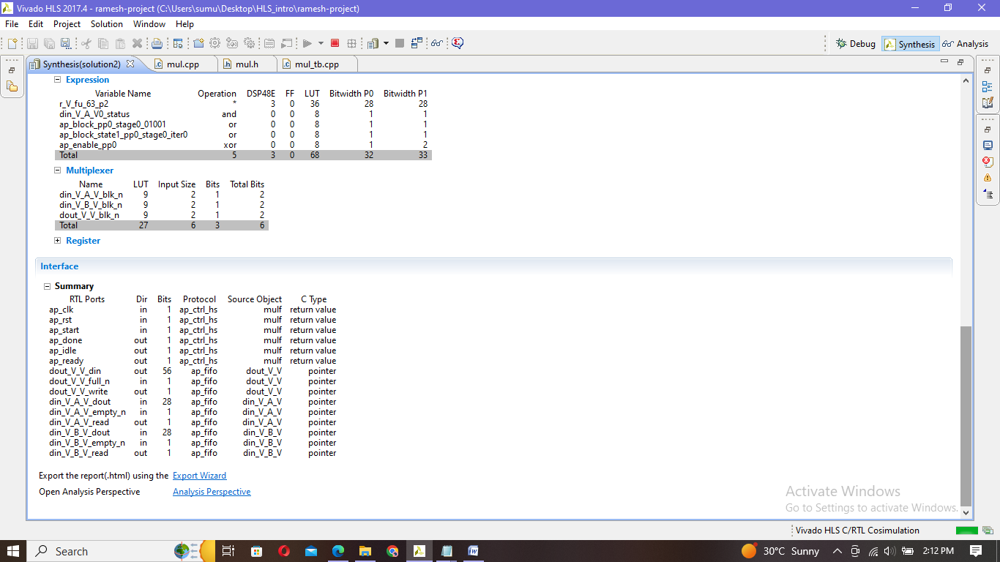 Vivado HLS 2017.4 - ramesh-project (C:\Users\sumu\Desktop\HLS_intro\ramesh-project)
File Edit Project Solution Window Help
Debug Synthesis Analysis
Synthesis(solution2) mul.cpp mul.h mul_tb.cpp
Expression
Variable Name Operation DSP48E FF LUT Bitwidth P0 Bitwidth P1
r_V_fu_63_p2 * 3 0 36 28 28
din_V_A_V0_status and 0 0 8 1 1
ap_block_pp0_stage0_01001 or 0 0 8 1 1
ap_block_state1_pp0_stage0_iter0 or 0 0 8 1 1
ap_enable_pp0 xor 0 0 8 1 2
Total 5 3 0 68 32 33
Multiplexer
Name LUT Input Size Bits Total Bits
din_V_A_V_blk_n 9 2 1 2
din_V_B_V_blk_n 9 2 1 2
dout_V_V_blk_n 9 2 1 2
Total 27 6 3 6
Register
Interface
Summary
RTL Ports Dir Bits Protocol Source Object C Type
ap_clk in 1 ap_ctrl_hs mulf return value
ap_rst in 1 ap_ctrl_hs mulf return value
ap_start in 1 ap_ctrl_hs mulf return value
ap_done out 1 ap_ctrl_hs mulf return value
ap_idle out 1 ap_ctrl_hs mulf return value
ap_ready out 1 ap_ctrl_hs mulf return value
dout_V_V_din out 56 ap_fifo dout_V_V pointer
dout_V_V_full_n in 1 ap_fifo dout_V_V pointer
dout_V_V_write out 1 ap_fifo dout_V_V pointer
din_V_A_V_dout in 28 ap_fifo din_V_A_V pointer
din_V_A_V_empty_n in 1 ap_fifo din_V_A_V pointer
din_V_A_V_read out 1 ap_fifo din_V_A_V pointer
din_V_B_V_dout in 28 ap_fifo din_V_B_V pointer
din_V_B_V_empty_n in 1 ap_fifo din_V_B_V pointer
din_V_B_V_read out 1 ap_fifo din_V_B_V pointer
Export the report(.html) using the Export Wizard
Open Analysis Perspective Analysis Perspective
Activate Windows
Go to Settings to activate Windows.
Vivado HLS C/RTL Cosimulation
Search 30°C Sunny 2:12 PM